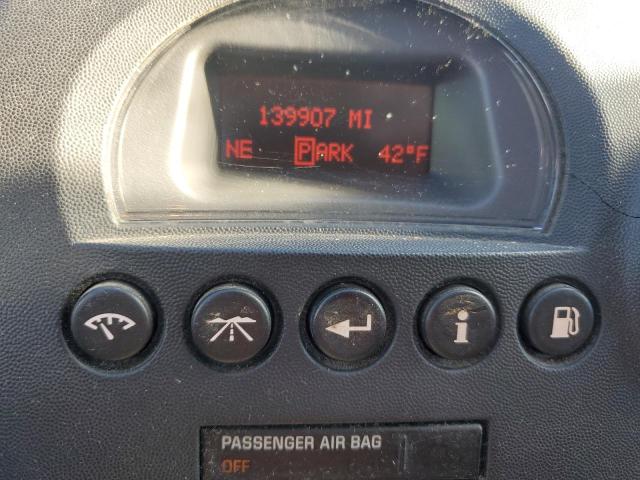 139907 MI
NE PARK 42°F
PASSENGER AIR BAG
OFF